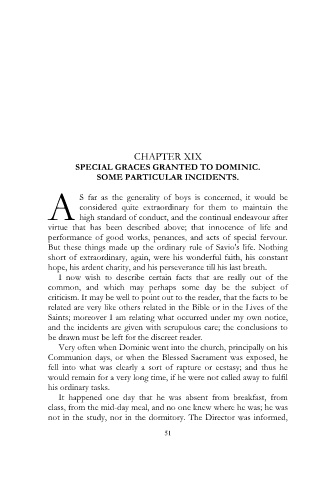 CHAPTER XIX
SPECIAL GRACES GRANTED TO DOMINIC.
SOME PARTICULAR INCIDENTS.
AS far as the generality of boys is concerned, it would be
considered quite extraordinary for them to maintain the
high standard of conduct, and the continual endeavour after
virtue that has been described above; that innocence of life and
performance of good works, penances, and acts of special fervour.
But these things made up the ordinary rule of Savio's life. Nothing
short of extraordinary, again, were his wonderful faith, his constant
hope, his ardent charity, and his perseverance till his last breath.
I now wish to describe certain facts that are really out of the
common, and which may perhaps some day be the subject of
criticism. It may be well to point out to the reader, that the facts to be
related are very like others related in the Bible or in the Lives of the
Saints; moreover I am relating what occurred under my own notice,
and the incidents are given with scrupulous care; the conclusions to
be drawn must be left for the discreet reader.
Very often when Dominic went into the church, principally on his
Communion days, or when the Blessed Sacrament was exposed, he
fell into what was clearly a sort of rapture or ecstasy; and thus he
would remain for a very long time, if he were not called away to fulfil
his ordinary tasks.
It happened one day that he was absent from breakfast, from
class, from the mid-day meal, and no one knew where he was; he was
not in the study, nor in the dormitory. The Director was informed,
51